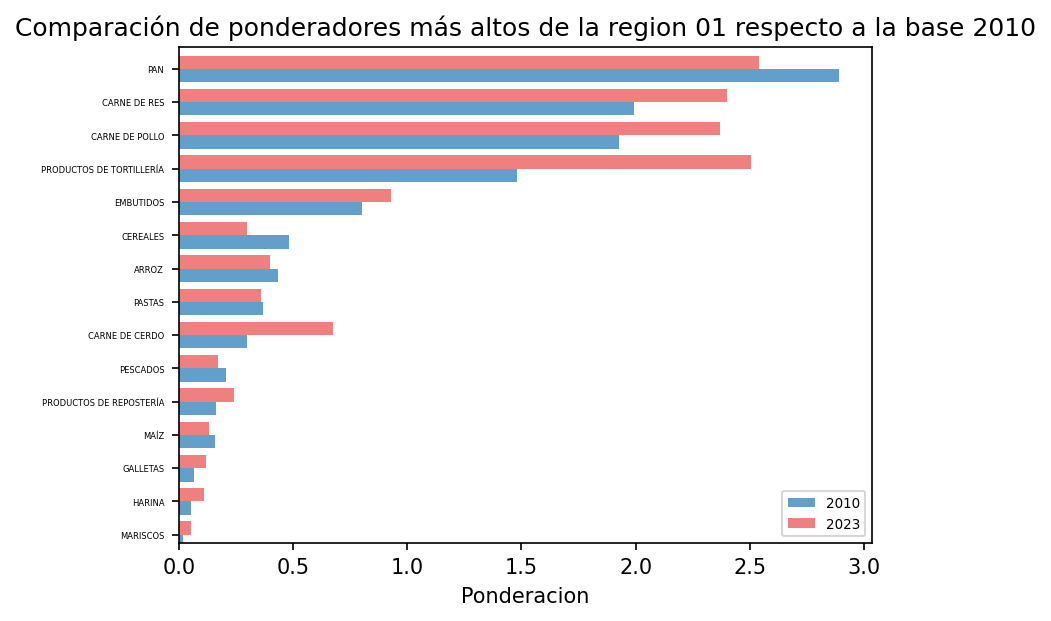 Comparación de ponderadores más altos de la region 01 respecto a la base 2010
PAN
CARNE DE RES
CARNE DE POLLO
PRODUCTOS DE TORTILLERÍA
EMBUTIDOS
CEREALES
ARROZ
PASTAS
CARNE DE CERDO
PESCADOS
PRODUCTOS DE REPOSTERÍA
MAÍZ
GALLETAS
HARINA
MARISCOS
2010
2023
0.0 0.5 1.0 1.5 2.0 2.5 3.0
Ponderacion